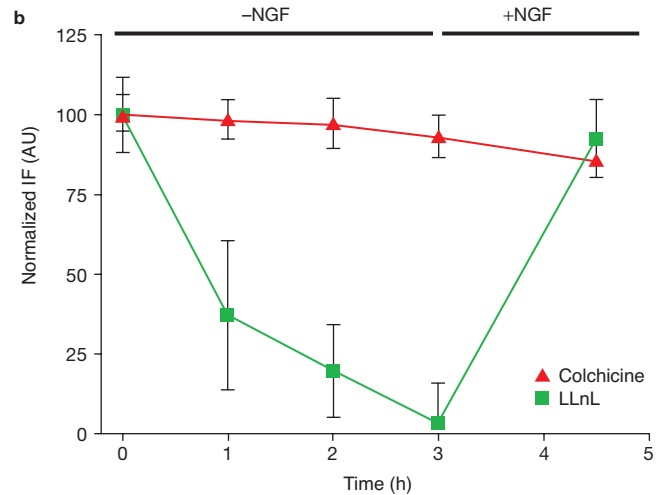 b
–NGF +NGF
125
100
75
50
25
0
Normalized IF (AU)
Colchicine
LLnL
0 1 2 3 4 5
Time (h)